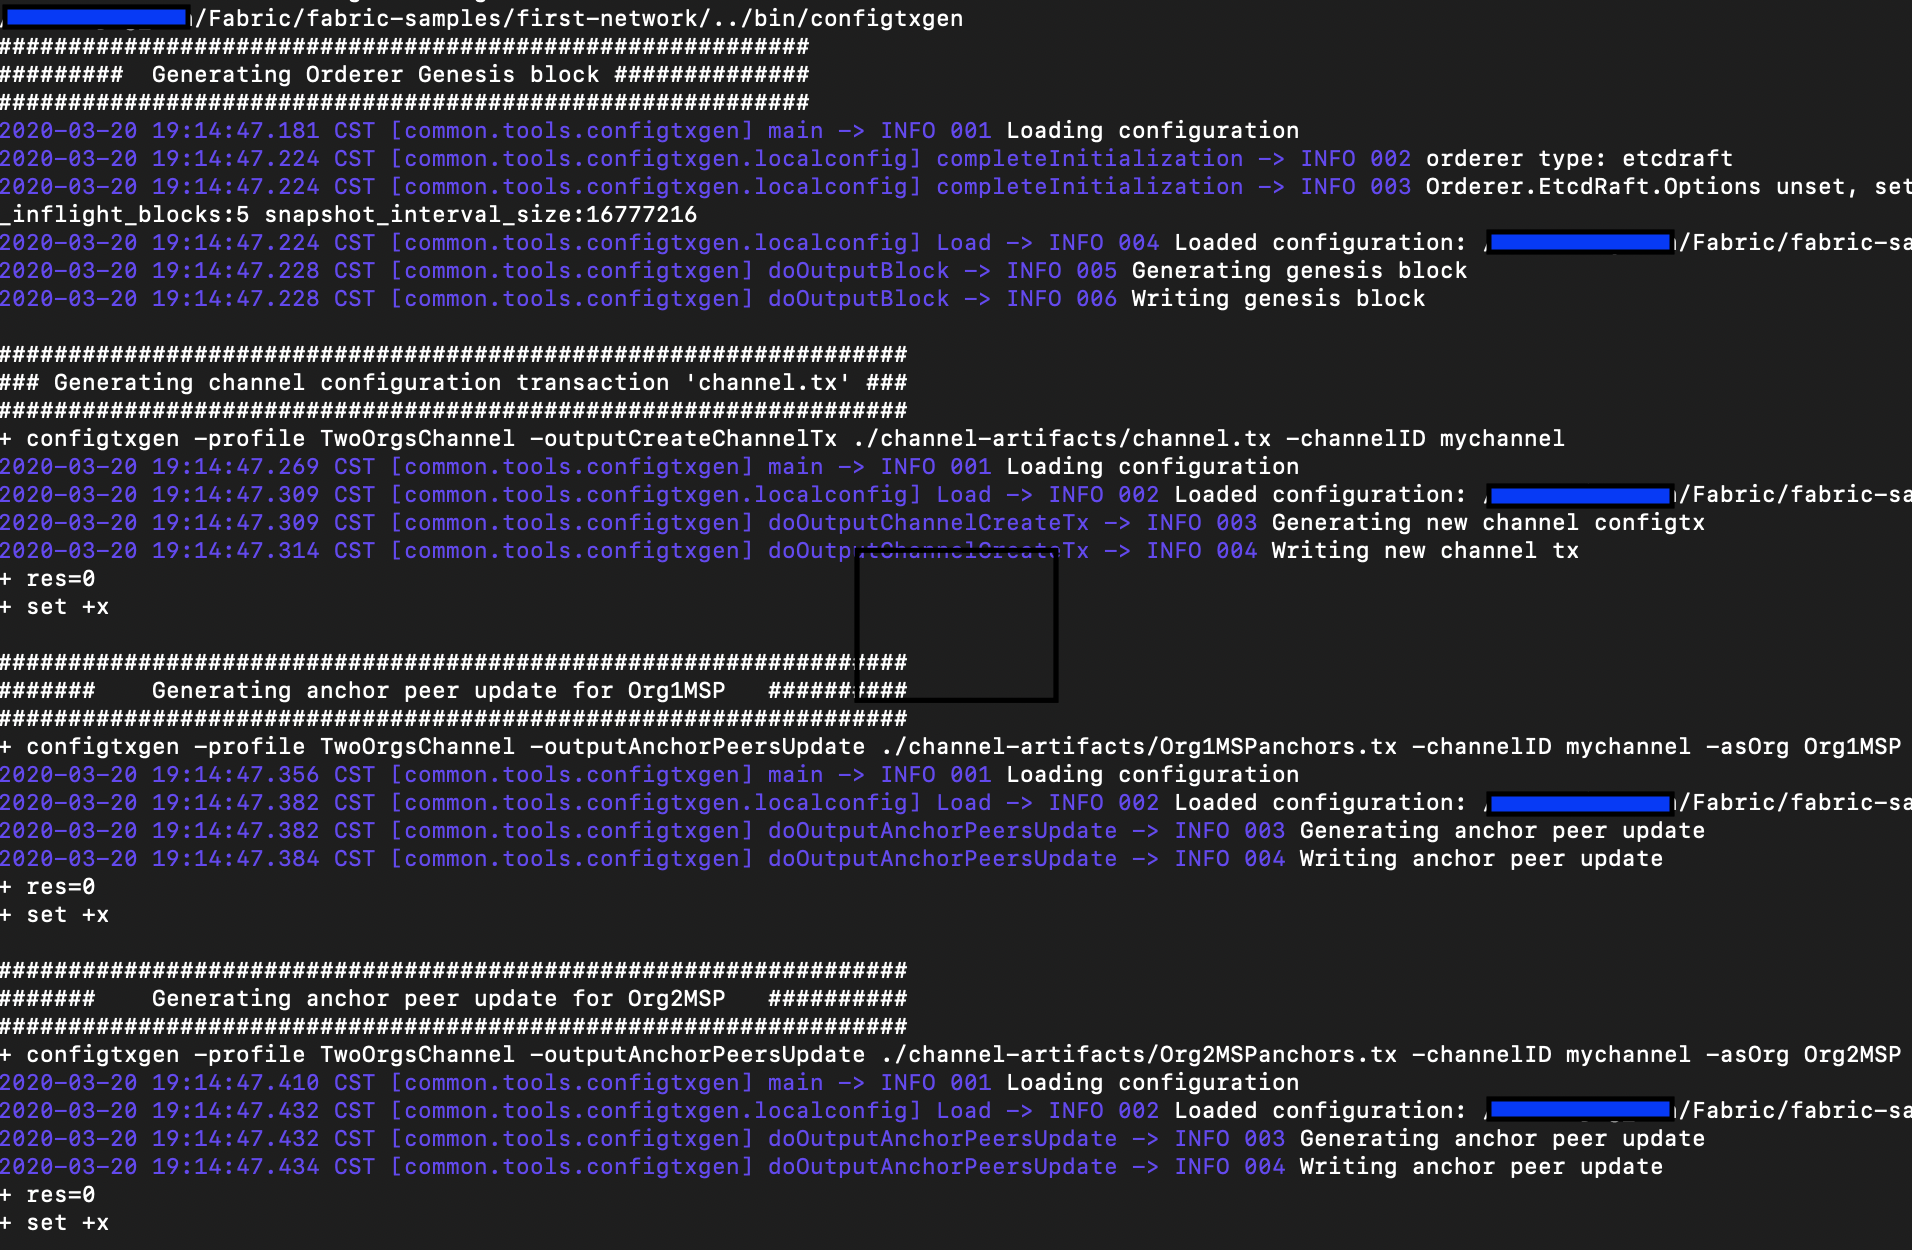 /Fabric/fabric-samples/first-network/../bin/configtxgen
##########################################################
#########  Generating Orderer Genesis block ##############
##########################################################
2020-03-20 19:14:47.181 CST [common.tools.configtxgen] main -> INFO 001 Loading configuration
2020-03-20 19:14:47.224 CST [common.tools.configtxgen.localconfig] completeInitialization -> INFO 002 orderer type: etcdraft
2020-03-20 19:14:47.224 CST [common.tools.configtxgen.localconfig] completeInitialization -> INFO 003 Orderer.EtcdRaft.Options unset, set
_inflight_blocks:5 snapshot_interval_size:16777216
2020-03-20 19:14:47.224 CST [common.tools.configtxgen.localconfig] Load -> INFO 004 Loaded configuration: /Fabric/fabric-sa
2020-03-20 19:14:47.228 CST [common.tools.configtxgen] doOutputBlock -> INFO 005 Generating genesis block
2020-03-20 19:14:47.228 CST [common.tools.configtxgen] doOutputBlock -> INFO 006 Writing genesis block
#################################################################
### Generating channel configuration transaction 'channel.tx' ###
#################################################################
+ configtxgen -profile TwoOrgsChannel -outputCreateChannelTx ./channel-artifacts/channel.tx -channelID mychannel
2020-03-20 19:14:47.269 CST [common.tools.configtxgen] main -> INFO 001 Loading configuration
2020-03-20 19:14:47.309 CST [common.tools.configtxgen.localconfig] Load -> INFO 002 Loaded configuration: /Fabric/fabric-sa
2020-03-20 19:14:47.309 CST [common.tools.configtxgen] doOutputChannelCreateTx -> INFO 003 Generating new channel configtx
2020-03-20 19:14:47.314 CST [common.tools.configtxgen] doOutputChannelCreateTx -> INFO 004 Writing new channel tx
+ res=0
+ set +x
#################################################################
#######    Generating anchor peer update for Org1MSP   ##########
#################################################################
+ configtxgen -profile TwoOrgsChannel -outputAnchorPeersUpdate ./channel-artifacts/Org1MSPanchors.tx -channelID mychannel -asOrg Org1MSP
2020-03-20 19:14:47.356 CST [common.tools.configtxgen] main -> INFO 001 Loading configuration
2020-03-20 19:14:47.382 CST [common.tools.configtxgen.localconfig] Load -> INFO 002 Loaded configuration: /Fabric/fabric-sa
2020-03-20 19:14:47.382 CST [common.tools.configtxgen] doOutputAnchorPeersUpdate -> INFO 003 Generating anchor peer update
2020-03-20 19:14:47.384 CST [common.tools.configtxgen] doOutputAnchorPeersUpdate -> INFO 004 Writing anchor peer update
+ res=0
+ set +x
#################################################################
#######    Generating anchor peer update for Org2MSP   ##########
#################################################################
+ configtxgen -profile TwoOrgsChannel -outputAnchorPeersUpdate ./channel-artifacts/Org2MSPanchors.tx -channelID mychannel -asOrg Org2MSP
2020-03-20 19:14:47.410 CST [common.tools.configtxgen] main -> INFO 001 Loading configuration
2020-03-20 19:14:47.432 CST [common.tools.configtxgen.localconfig] Load -> INFO 002 Loaded configuration: /Fabric/fabric-sa
2020-03-20 19:14:47.432 CST [common.tools.configtxgen] doOutputAnchorPeersUpdate -> INFO 003 Generating anchor peer update
2020-03-20 19:14:47.434 CST [common.tools.configtxgen] doOutputAnchorPeersUpdate -> INFO 004 Writing anchor peer update
+ res=0
+ set +x